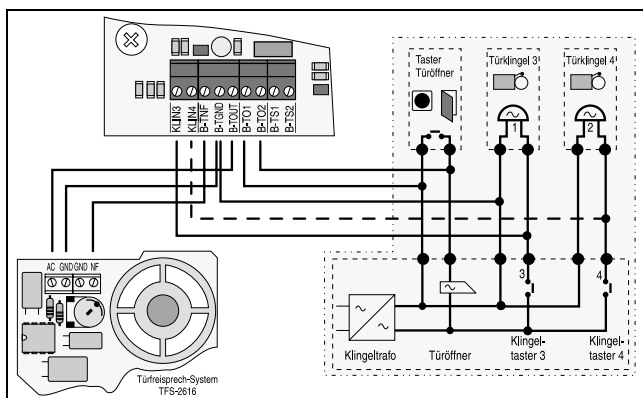 Taster
Türöffner
Türklingel 3
Türklingel 4
1
2
KLIN3
KLIN4
B-TNF
B-TGND
B-TOUT
B-TO1
B-TO2
B-TS1
B-TS2
AC GND GND NF
Türfreisprech-System
TFS-2616
3
4
Klingeltrafo
Türöffner
Klingel-
taster 3
Klingel-
taster 4